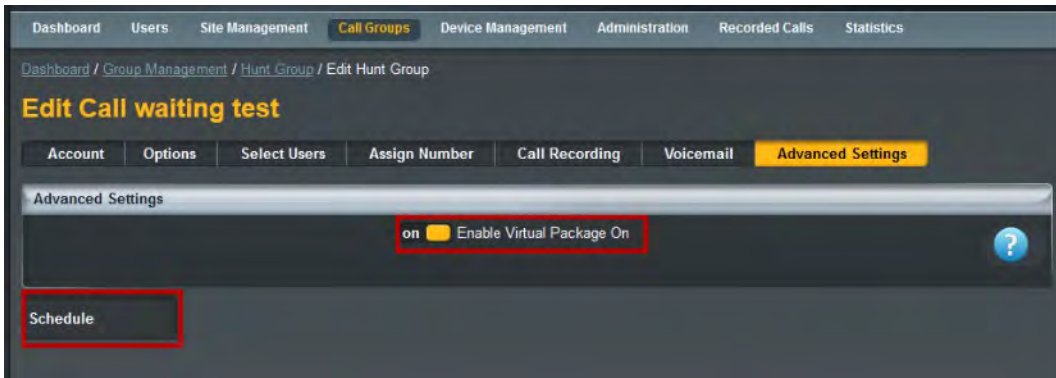 Dashboard Users Site Management Call Groups Device Management Administration Recorded Calls Statistics
Dashboard / Group Management / Hunt Group / Edit Hunt Group
Edit Call waiting test
Account Options Select Users Assign Number Call Recording Voicemail Advanced Settings
Advanced Settings
on Enable Virtual Package On
?
Schedule